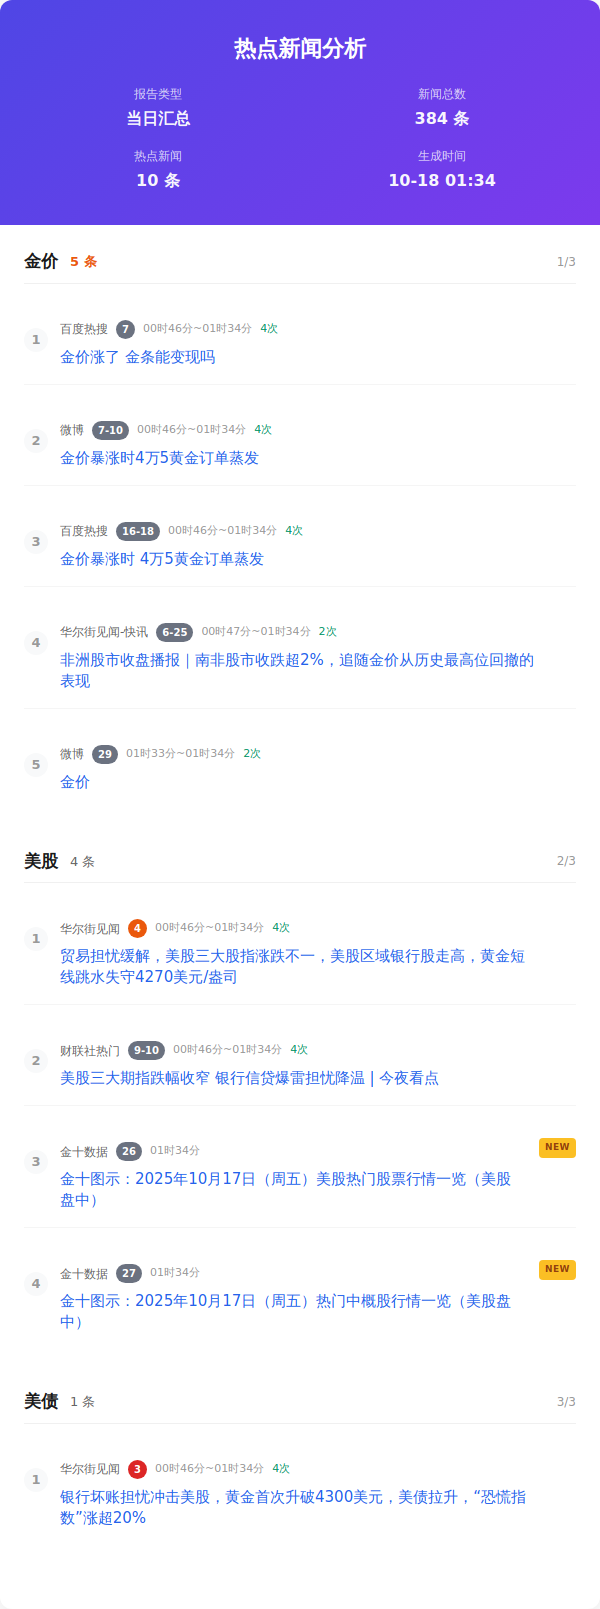 热点新闻分析
报告类型
新闻总数
当日汇总
384 条
热点新闻
生成时间
10 条
10-18 01:34
金价 5 条 1/3
1
百度热搜 7 00时46分~01时34分 4次
金价涨了 金条能变现吗
2
微博 7-10 00时46分~01时34分 4次
金价暴涨时4万5黄金订单蒸发
3
百度热搜 16-18 00时46分~01时34分 4次
金价暴涨时 4万5黄金订单蒸发
4
华尔街见闻-快讯 6-25 00时47分~01时34分 2次
非洲股市收盘播报｜南非股市收跌超2%，追随金价从历史最高位回撤的
表现
5
微博 29 01时33分~01时34分 2次
金价
美股 4 条 2/3
1
华尔街见闻 4 00时46分~01时34分 4次
贸易担忧缓解，美股三大股指涨跌不一，美股区域银行股走高，黄金短
线跳水失守4270美元/盎司
2
财联社热门 9-10 00时46分~01时34分 4次
美股三大期指跌幅收窄 银行信贷爆雷担忧降温 | 今夜看点
3
金十数据 26 01时34分 NEW
金十图示：2025年10月17日（周五）美股热门股票行情一览（美股
盘中）
4
金十数据 27 01时34分 NEW
金十图示：2025年10月17日（周五）热门中概股行情一览（美股盘
中）
美债 1 条 3/3
1
华尔街见闻 3 00时46分~01时34分 4次
银行坏账担忧冲击美股，黄金首次升破4300美元，美债拉升，“恐慌指
数”涨超20%